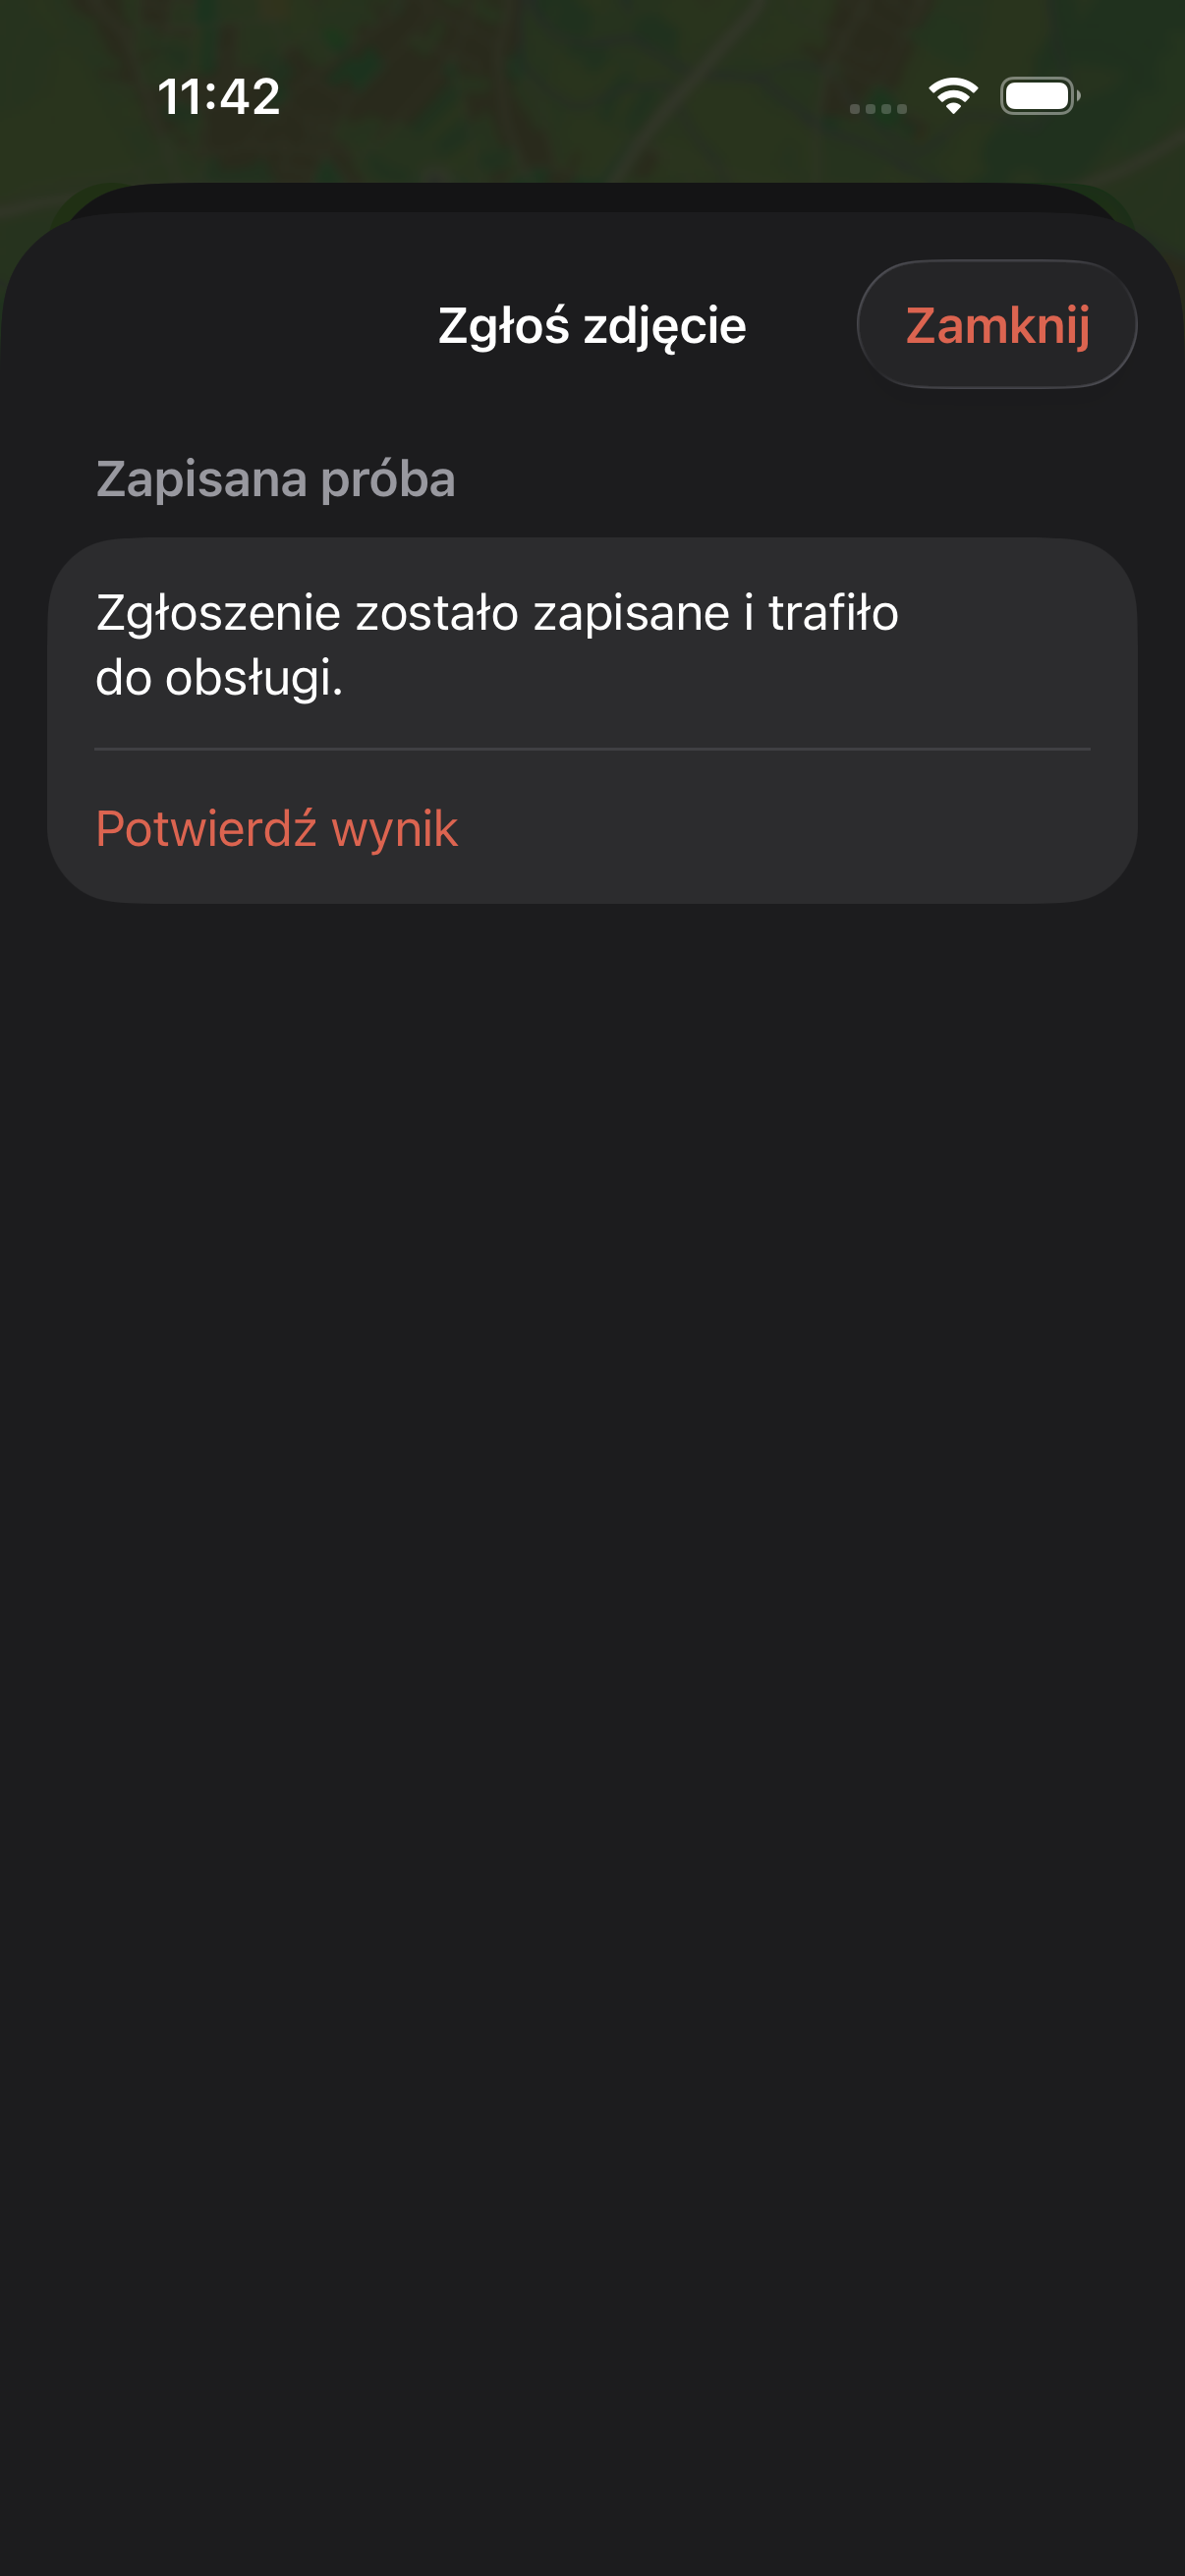 11:42
Zgłoś zdjęcie
Zamknij
Zapisana próba
Zgłoszenie zostało zapisane i trafiło
do obsługi.
Potwierdź wynik